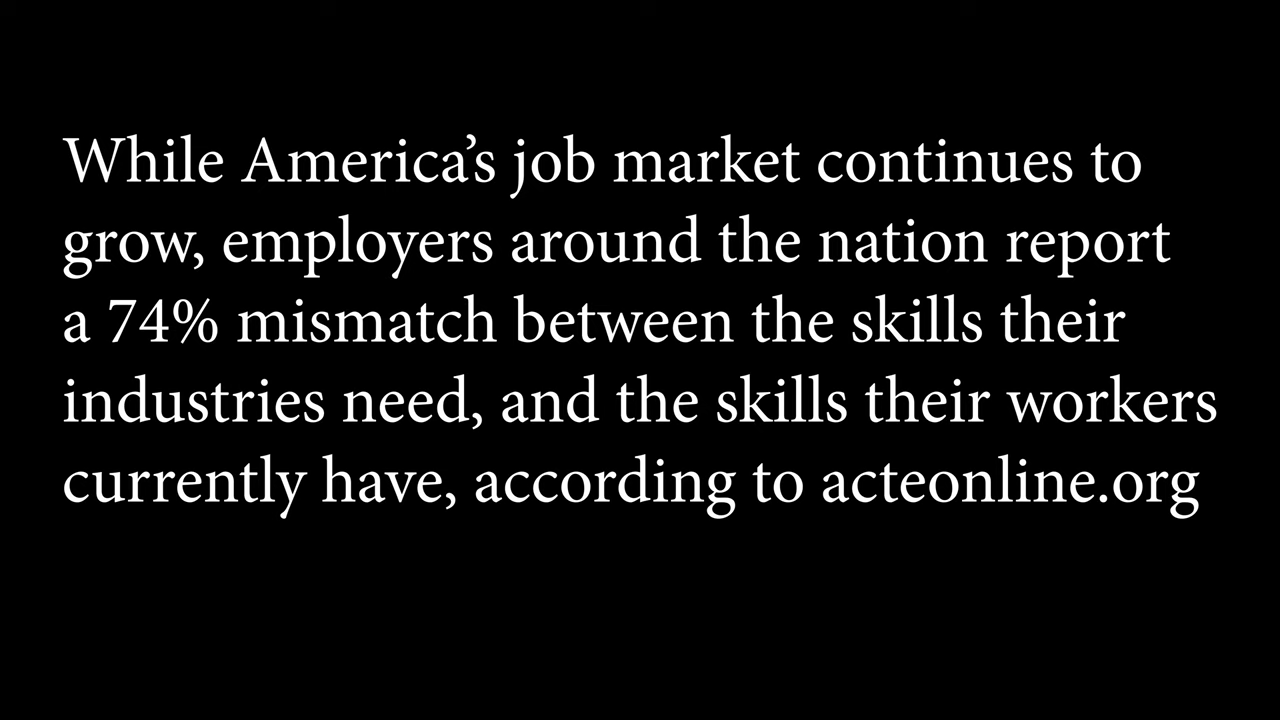 While America’s job market continues to
grow, employers around the nation report
a 74% mismatch between the skills their
industries need, and the skills their workers
currently have, according to acteonline.org